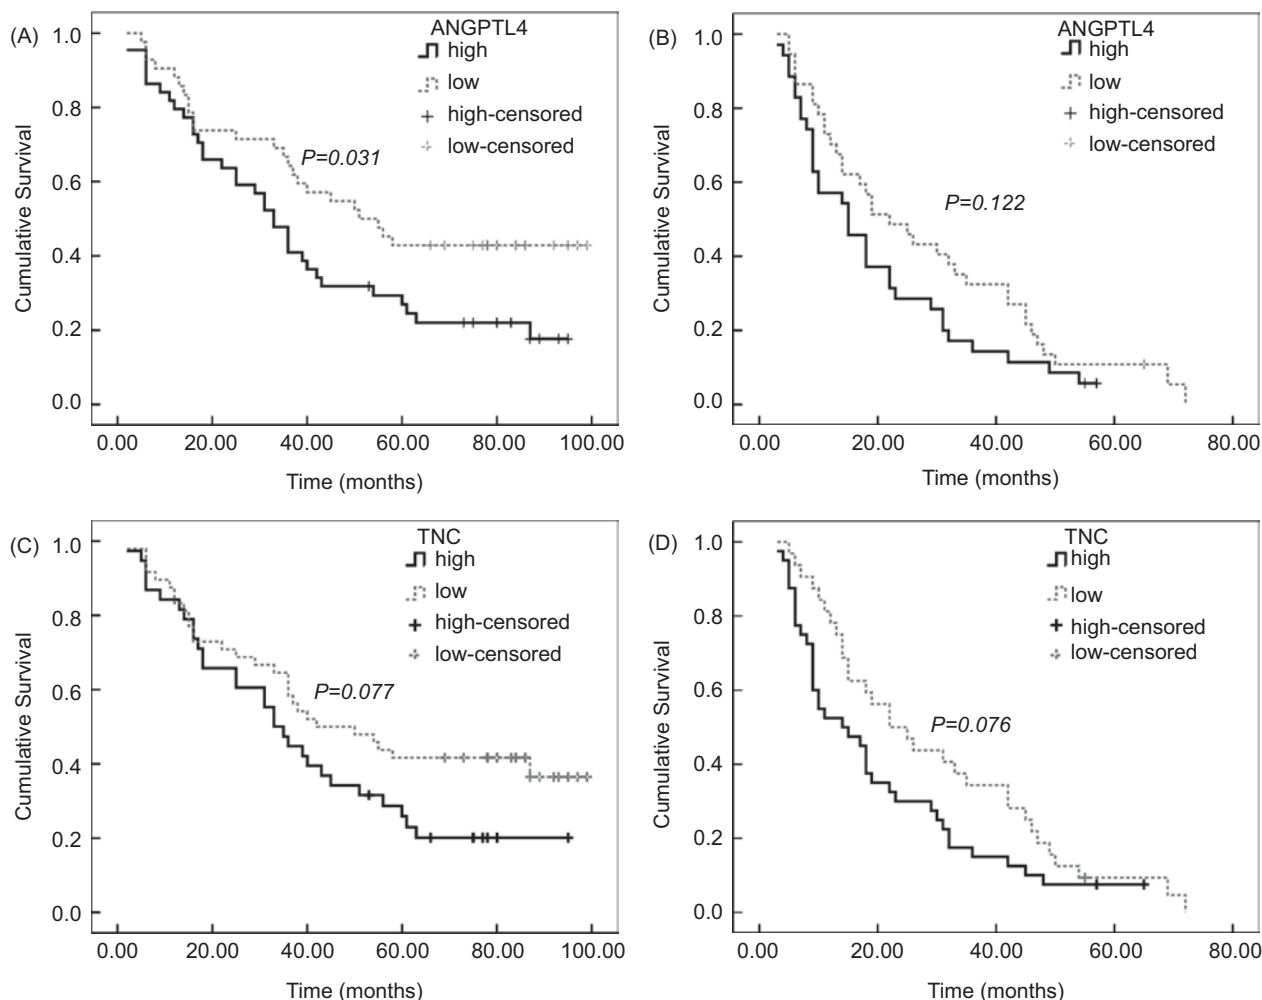 (A)
ANGPTL4
high
low
high-censored
low-censored
P=0.031
Cumulative Survival
1.0
0.8
0.6
0.4
0.2
0.0
0.00 20.00 40.00 60.00 80.00 100.00
Time (months)
(B)
ANGPTL4
high
low
high-censored
low-censored
P=0.122
Cumulative Survival
1.0
0.8
0.6
0.4
0.2
0.0
0.00 20.00 40.00 60.00 80.00
Time (months)
(C)
TNC
high
low
high-censored
low-censored
P=0.077
Cumulative Survival
1.0
0.8
0.6
0.4
0.2
0.0
0.00 20.00 40.00 60.00 80.00 100.00
Time (months)
(D)
TNC
high
low
high-censored
low-censored
P=0.076
Cumulative Survival
1.0
0.8
0.6
0.4
0.2
0.0
0.00 20.00 40.00 60.00 80.00
Time (months)